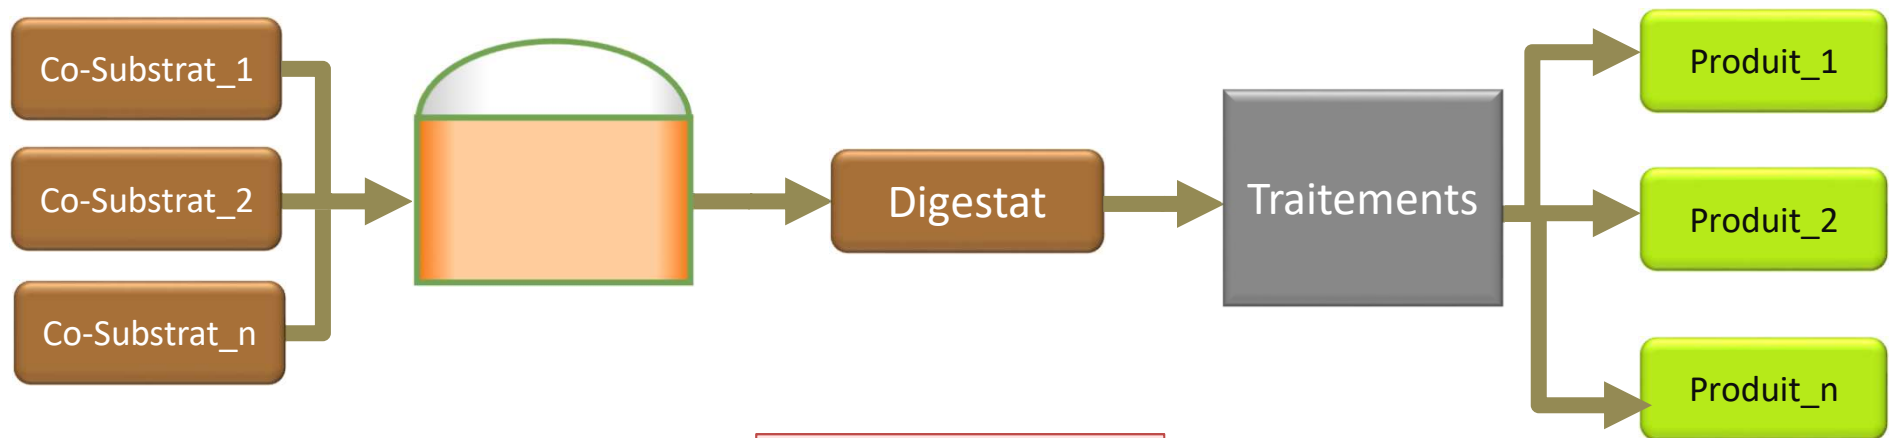 Co-Substrat_1
Co-Substrat_2
Co-Substrat_n
Digestat
Traitements
Produit_1
Produit_2
Produit_n